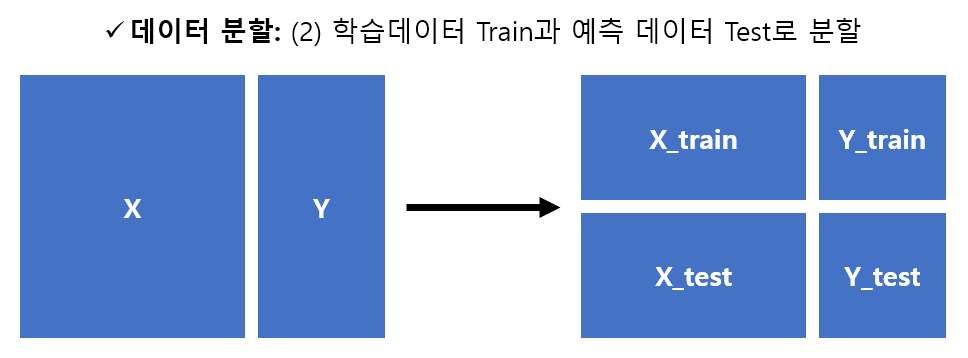 ✓ 데이터 분할: (2) 학습데이터 Train과 예측 데이터 Test로 분할
X
Y
X_train
Y_train
X_test
Y_test